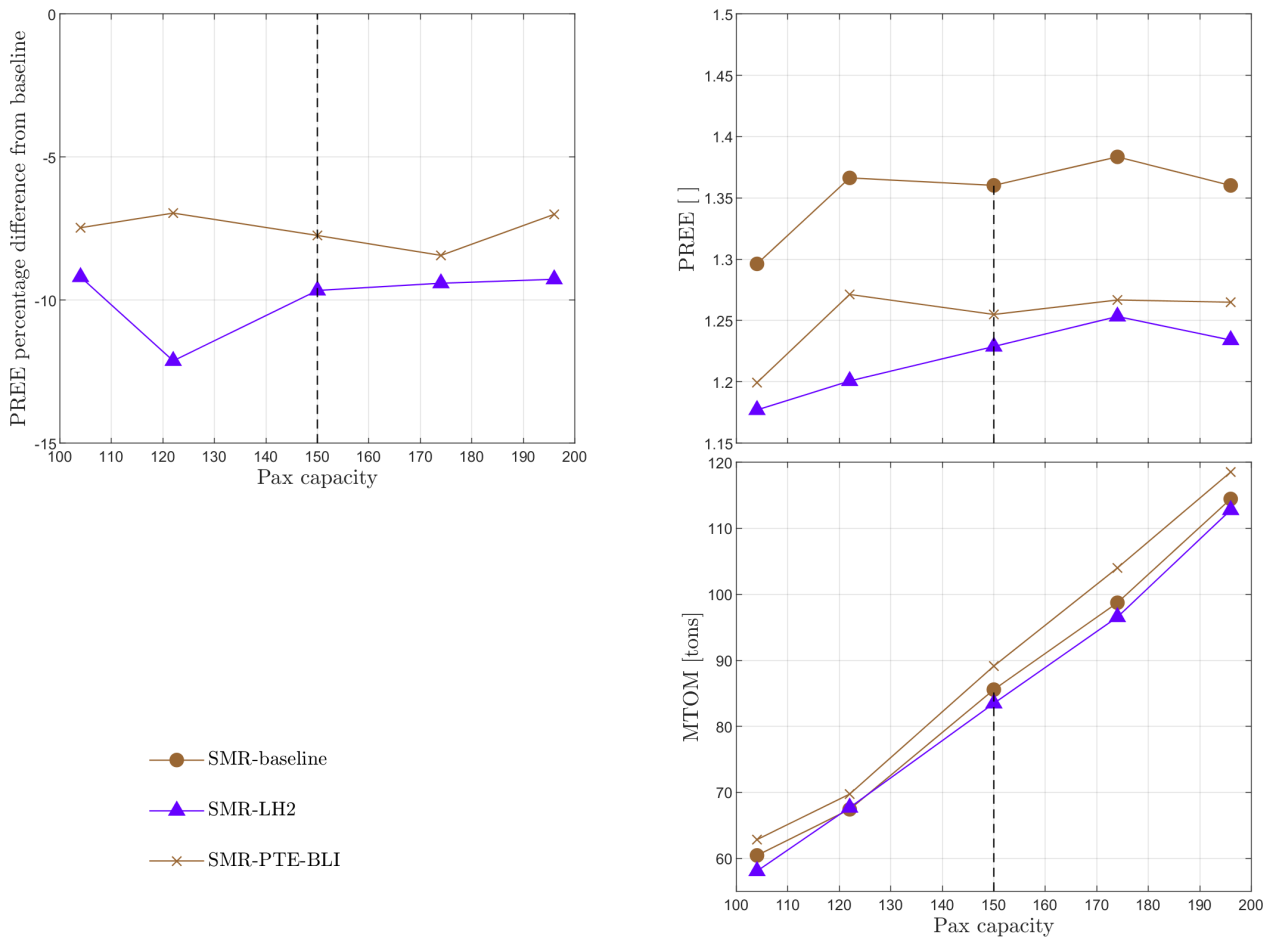 PREE percentage difference from baseline
0
-5
-10
-15
100 110 120 130 140 150 160 170 180 190 200
Pax capacity
PREE [ ]
1.5
1.45
1.4
1.35
1.3
1.25
1.2
1.15
MTOM [tons]
120
110
100
90
80
70
60
100 110 120 130 140 150 160 170 180 190 200
Pax capacity
SMR-baseline
SMR-LH2
SMR-PTE-BLI